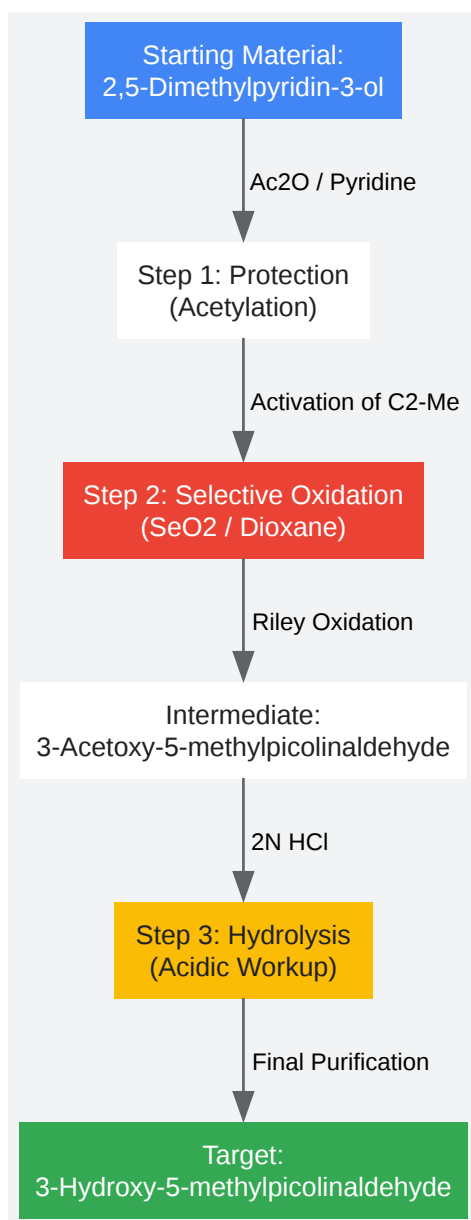 Starting Material:
2,5-Dimethylpyridin-3-ol
Ac2O / Pyridine
Step 1: Protection
(Acetylation)
Activation of C2-Me
Step 2: Selective Oxidation
(SeO2 / Dioxane)
Riley Oxidation
Intermediate:
3-Acetoxy-5-methylpicolinaldehyde
2N HCl
Step 3: Hydrolysis
(Acidic Workup)
Final Purification
Target:
3-Hydroxy-5-methylpicolinaldehyde